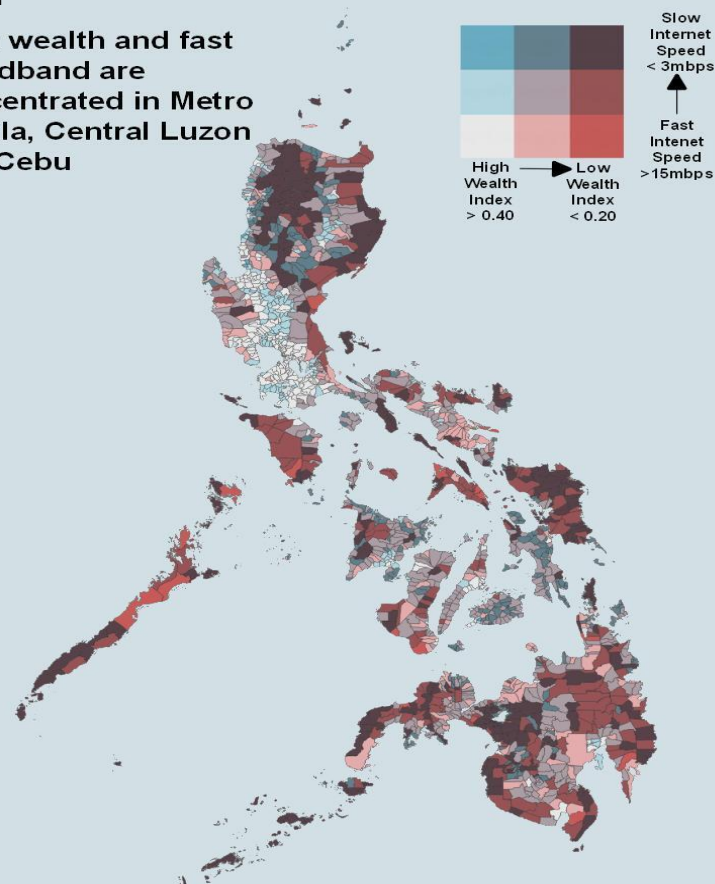 wealth and fast
dband are
centrated in Metro
la, Central Luzon
Cebu
Slow
Internet
Speed
< 3mbps
Fast
Intenet
Speed
>15mbps
High
Wealth
Index
> 0.40
Low
Wealth
Index
< 0.20